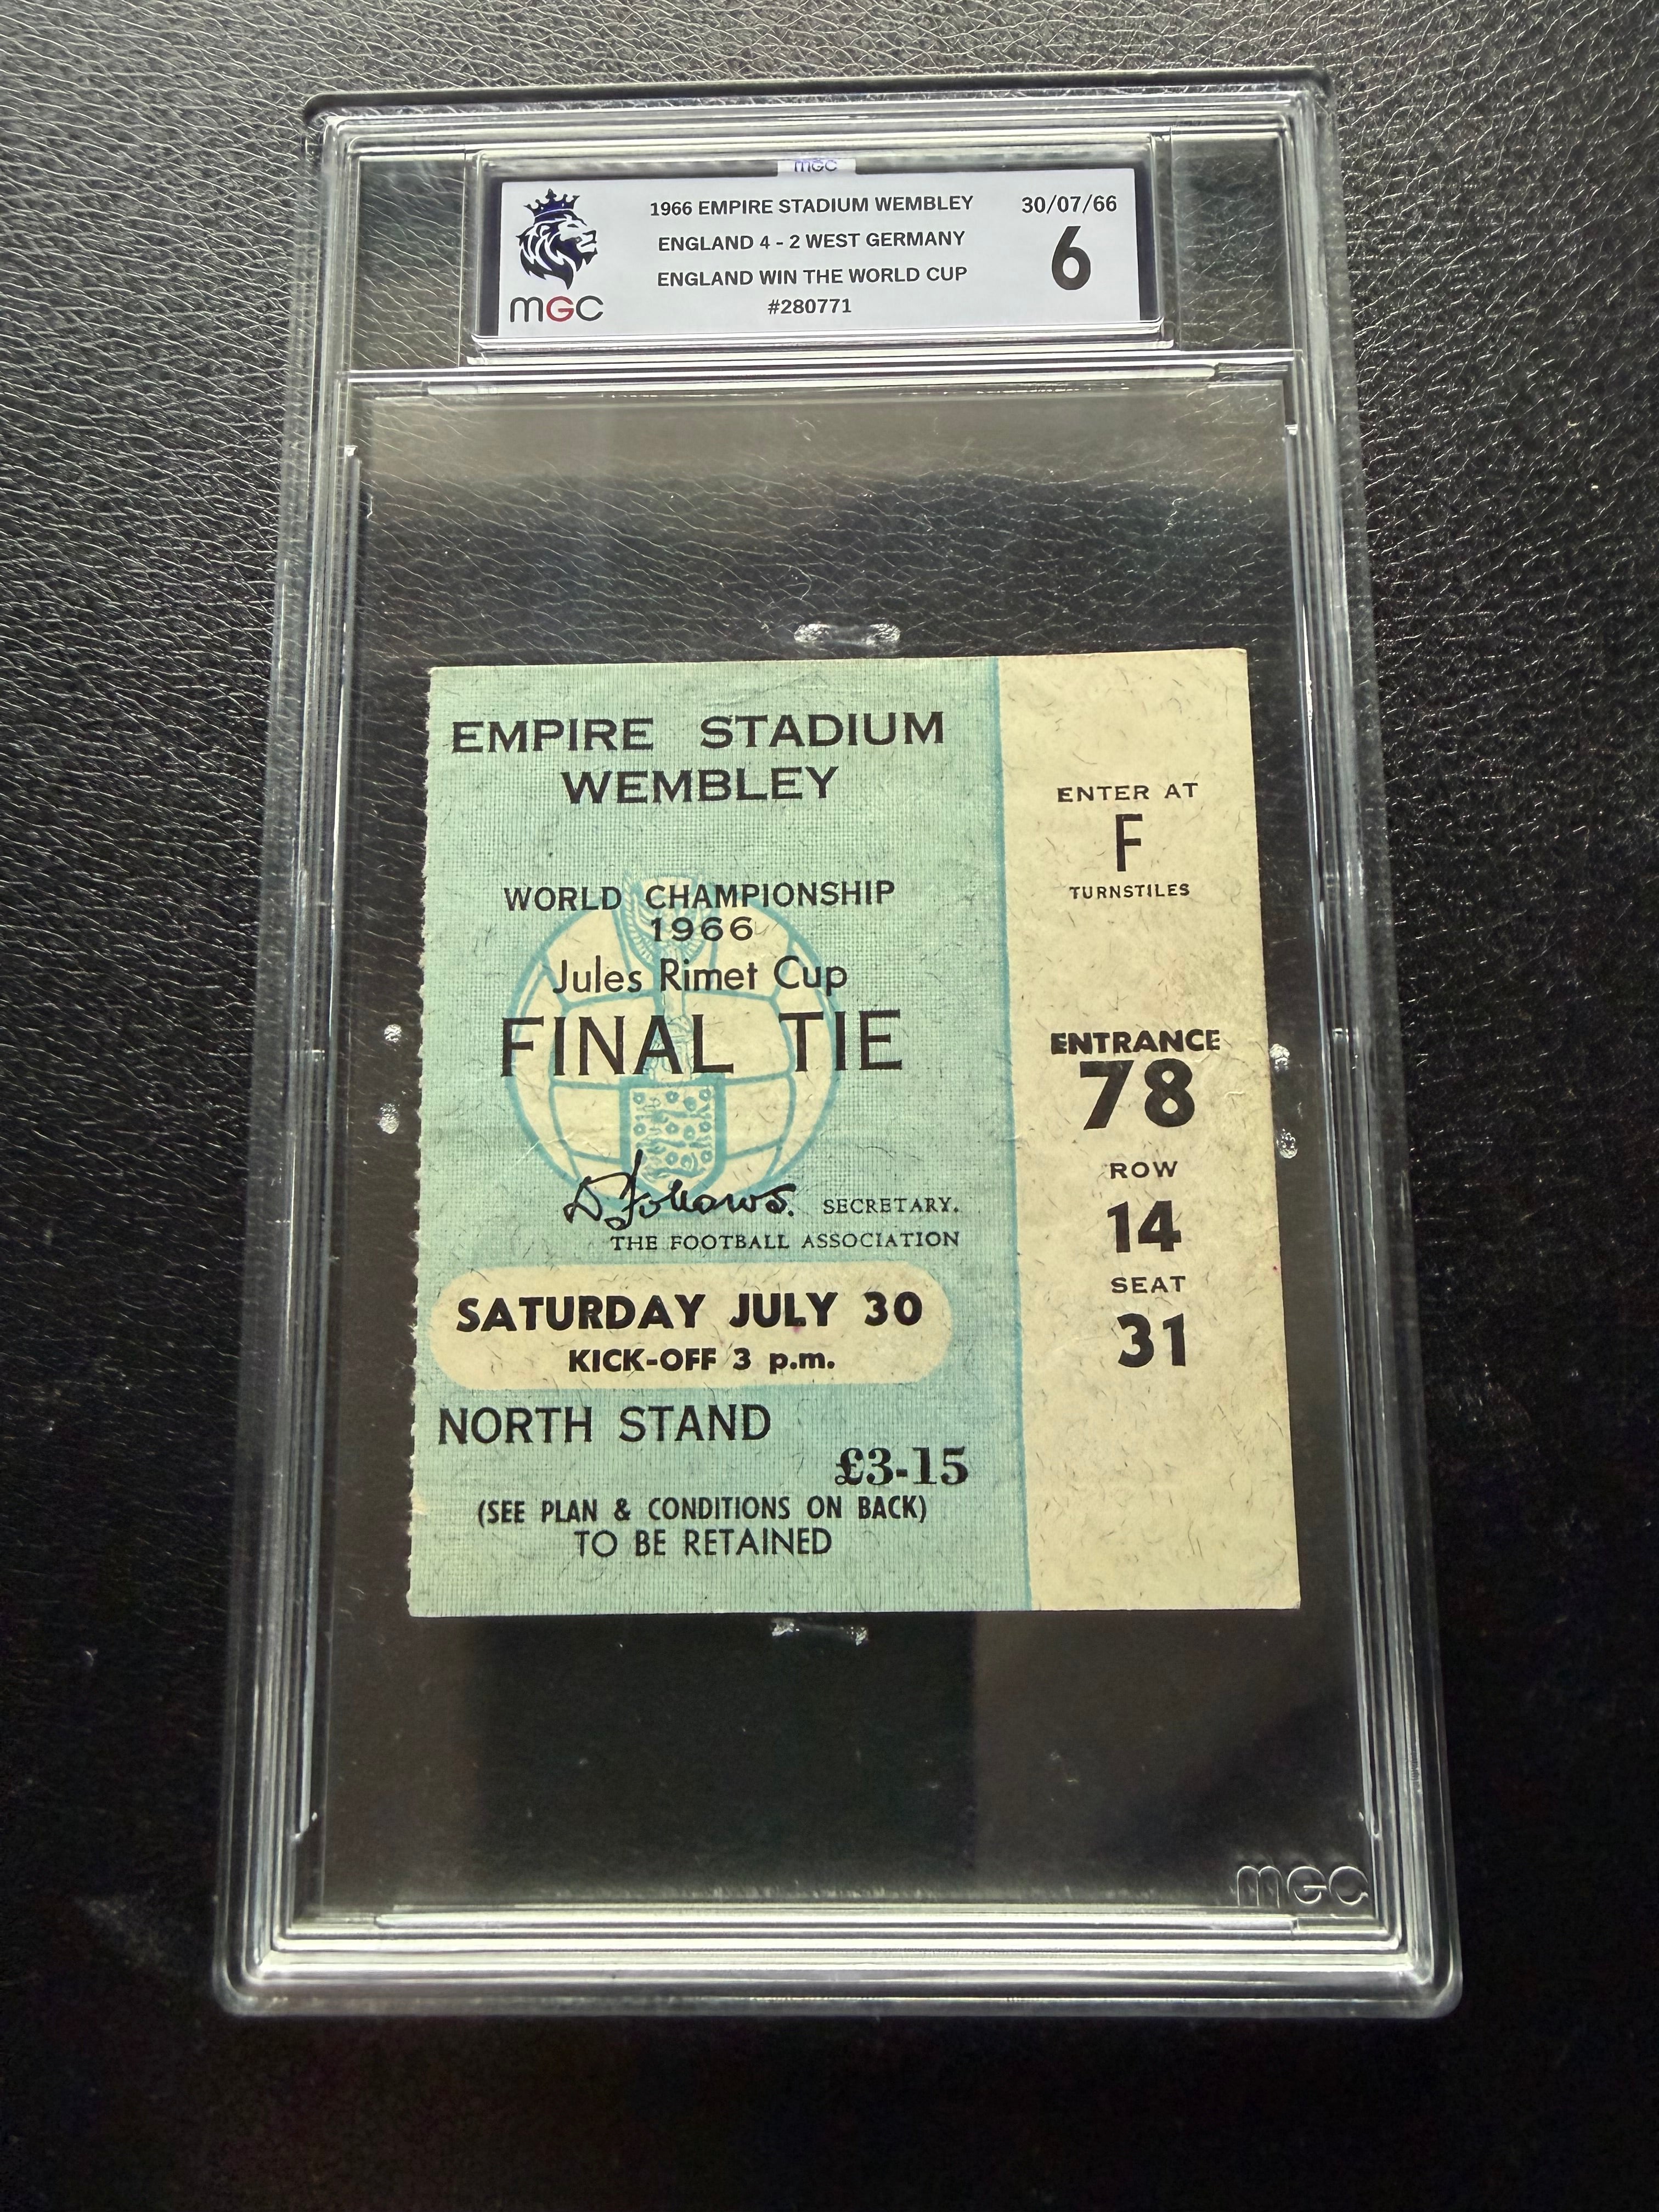 mGC
1966 EMPIRE STADIUM WEMBLEY
30/07/66
ENGLAND 4 - 2 WEST GERMANY
6
ENGLAND WIN THE WORLD CUP
#280771
mGC
EMPIRE STADIUM
WEMBLEY
WORLD CHAMPIONSHIP
1966
Jules Rimet Cup
FINAL TIE
D Follows. SECRETARY.
THE FOOTBALL ASSOCIATION
SATURDAY JULY 30
KICK-OFF 3 p.m.
NORTH STAND
£3-15
(SEE PLAN & CONDITIONS ON BACK)
TO BE RETAINED
ENTER AT
F
TURNSTILES
ENTRANCE
78
ROW
14
SEAT
31
mGC